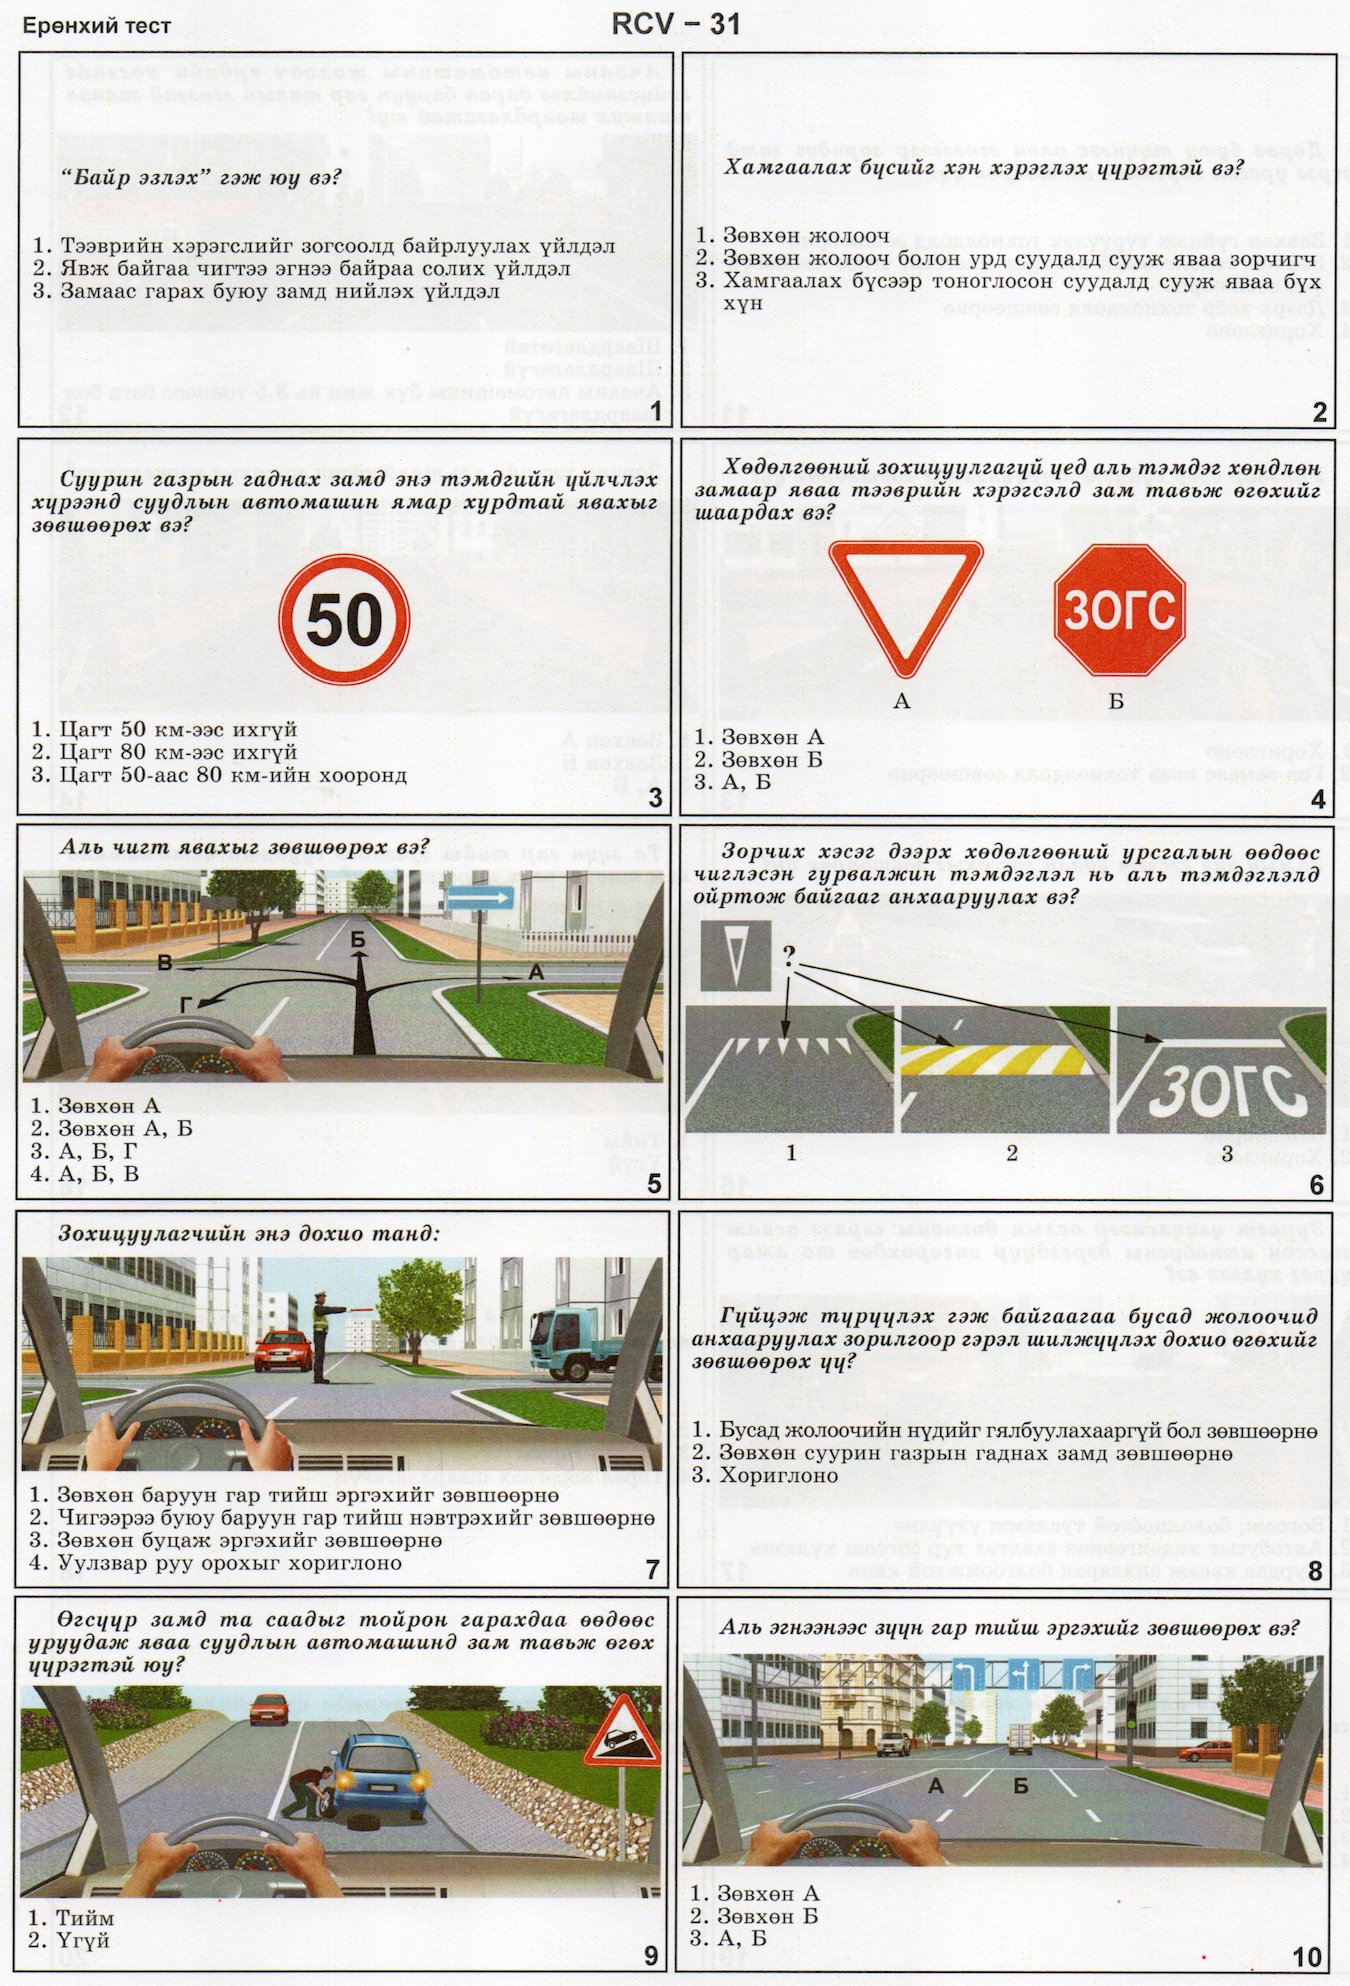 Ерөнхий тест
RCV – 31
“Байр эзлэх” гэж юу вэ?
1. Тээврийн хэрэгслийг зогсоолд байрлуулах үйлдэл
2. Явж байгаа чигтээ эгнээ байраа солих үйлдэл
3. Замаас гарах буюу замд нийлэх үйлдэл
1
Хамгаалах бүсийг хэн хэрэглэх үүрэгтэй вэ?
1. Зөвхөн жолооч
2. Зөвхөн жолооч болон урд суудалд сууж яваа зорчигч
3. Хамгаалах бүсээр тоноглосон суудалд сууж яваа бүх
хүн
2
Суурин газрын гаднах замд энэ тэмдгийн үйлчлэх
хүрээнд суудлын автомашин ямар хурдтай явахыг
зөвшөөрөх вэ?
50
1. Цагт 50 км-ээс ихгүй
2. Цагт 80 км-ээс ихгүй
3. Цагт 50-аас 80 км-ийн хооронд
3
Хөдөлгөөний зохицуулгагүй үед аль тэмдэг хөндлөн
замаар яваа тээврийн хэрэгсэлд зам тавьж өгөхийг
шаардах вэ?
ЗОГС
А
Б
1. Зөвхөн А
2. Зөвхөн Б
3. А, Б
4
Аль чигт явахыг зөвшөөрөх вэ?
Б
В
А
Г
1. Зөвхөн А
2. Зөвхөн А, Б
3. А, Б, Г
4. А, Б, В
5
Зорчих хэсэг дээрх хөдөлгөөний урсгалын өөдөөс
чиглэсэн гурвалжин тэмдэглэл нь аль тэмдэглэлд
ойртож байгааг анхааруулах вэ?
?
ЗОГС
1
2
3
6
Зохицуулагчийн энэ дохио танд:
1. Зөвхөн баруун гар тийш эргэхийг зөвшөөрнө
2. Чигээрээ буюу баруун гар тийш нэвтрэхийг зөвшөөрнө
3. Зөвхөн буцаж эргэхийг зөвшөөрнө
4. Уулзвар руу орохыг хориглоно
7
Гүйцэж түрүүлэх гэж байгаагаа бусад жолоочид
анхааруулах зорилгоор гэрэл шилжүүлэх дохио өгөхийг
зөвшөөрөх үү?
1. Бусад жолоочийн нүдийг гялбуулахааргүй бол зөвшөөрнө
2. Зөвхөн суурин газрын гаднах замд зөвшөөрнө
3. Хориглоно
8
Өгсүүр замд та саадыг тойрон гарахдаа өөдөөс
уруудаж яваа суудлын автомашинд зам тавьж өгөх
үүрэгтэй юу?
1. Тийм
2. Үгүй
9
Аль эгнээнээс зүүн гар тийш эргэхийг зөвшөөрөх вэ?
А
Б
1. Зөвхөн А
2. Зөвхөн Б
3. А, Б
10